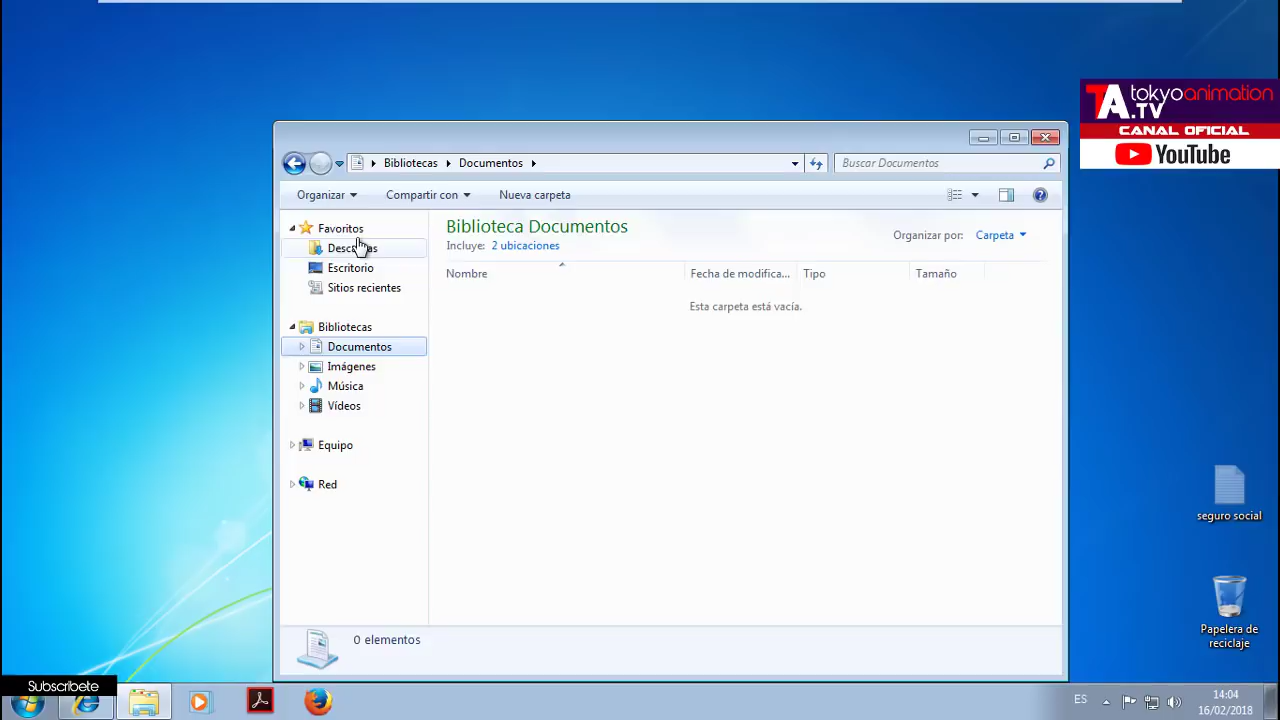 tokyoanimation
TA.TV
CANAL OFICIAL
YouTube
Bibliotecas Documentos
Buscar Documentos
Organizar Compartir con Nueva carpeta
Favoritos
Escritorio
Sitios recientes
Bibliotecas
Documentos
Imágenes
Música
Vídeos
Equipo
Red
Biblioteca Documentos
Incluye: 2 ubicaciones
Organizar por: Carpeta
Nombre Fecha de modifica... Tipo Tamaño
Esta carpeta está vacía.
0 elementos
seguro social
Papelera de
reciclaje
Subscribete
ES
14:04
16/02/2018